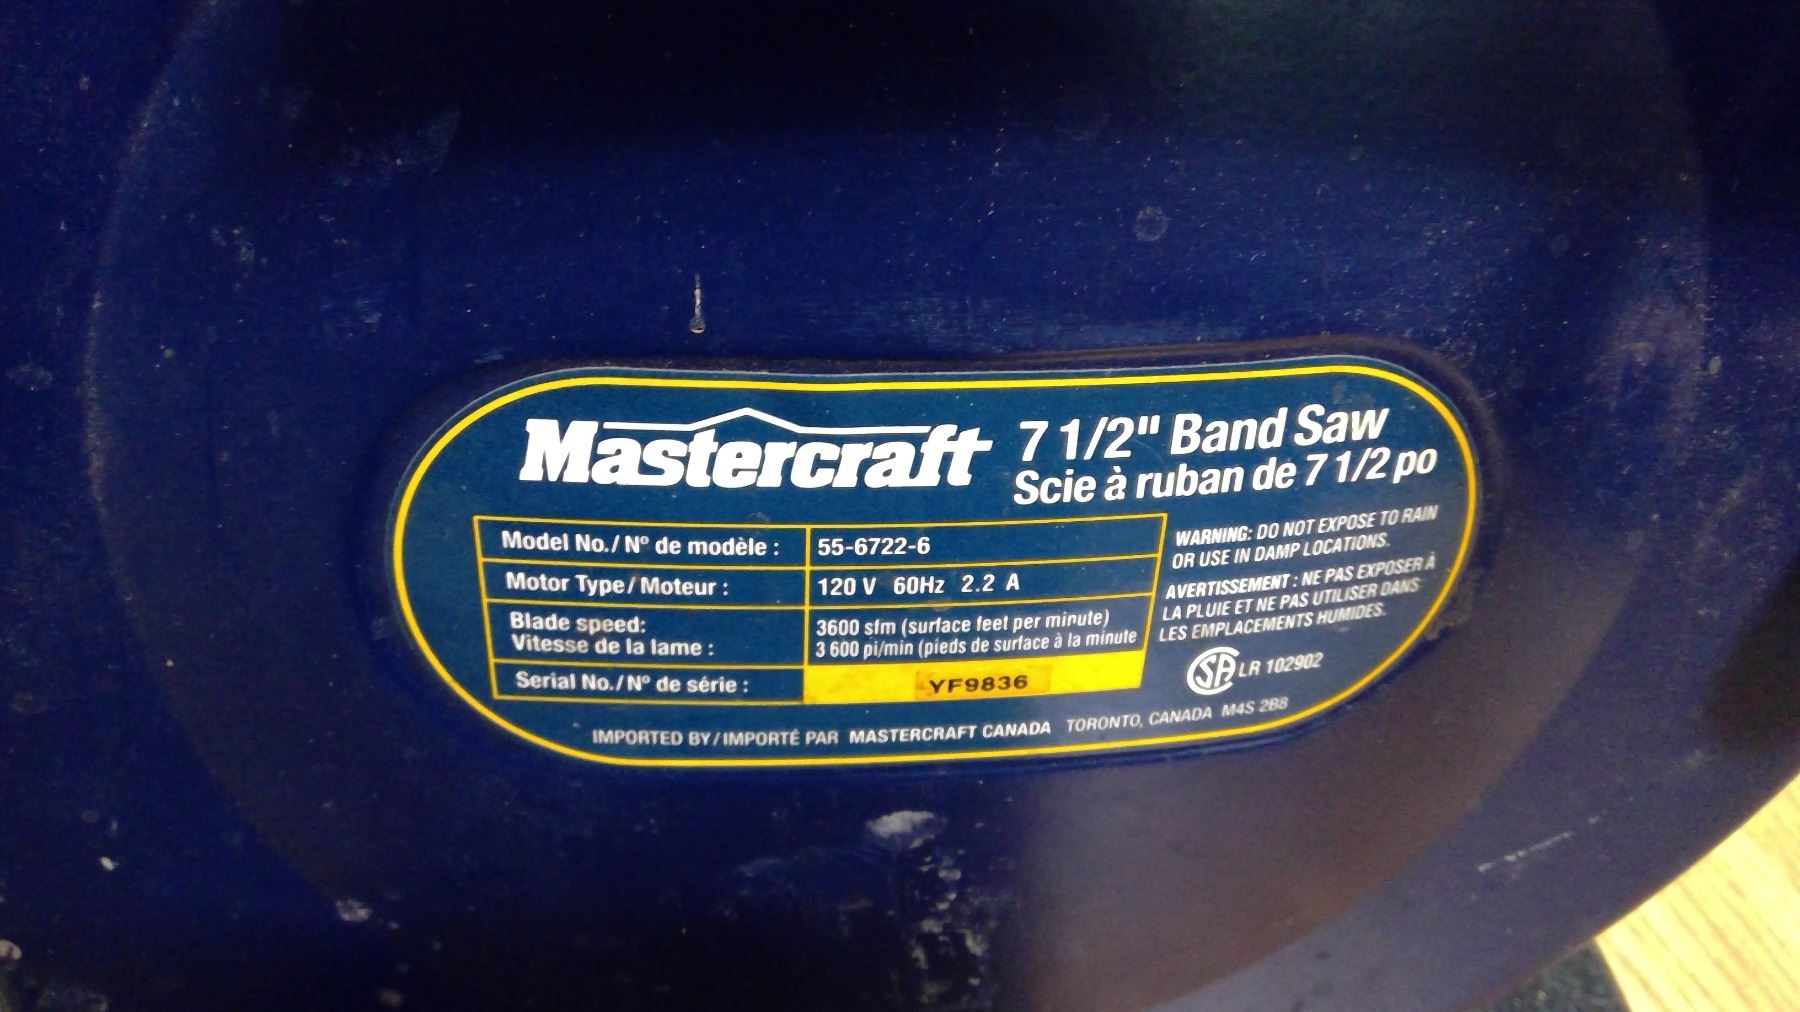 Mastercraft
7 1/2" Band Saw
Scie à ruban de 7 1/2 po
Model No./ Nº de modèle : 55-6722-6
Motor Type/ Moteur : 120 V 60Hz 2.2 A
Blade speed: 3600 sfm (surface feet per minute)
Vitesse de la lame : 3 600 pi/min (pieds de surface à la minute
Serial No./ Nº de série : YF9836
WARNING: DO NOT EXPOSE TO RAIN
OR USE IN DAMP LOCATIONS.
AVERTISSEMENT : NE PAS EXPOSER À
LA PLUIE ET NE PAS UTILISER DANS
LES EMPLACEMENTS HUMIDES.
SA LR 102902
IMPORTED BY/ IMPORTÉ PAR MASTERCRAFT CANADA TORONTO, CANADA M4S 2B8